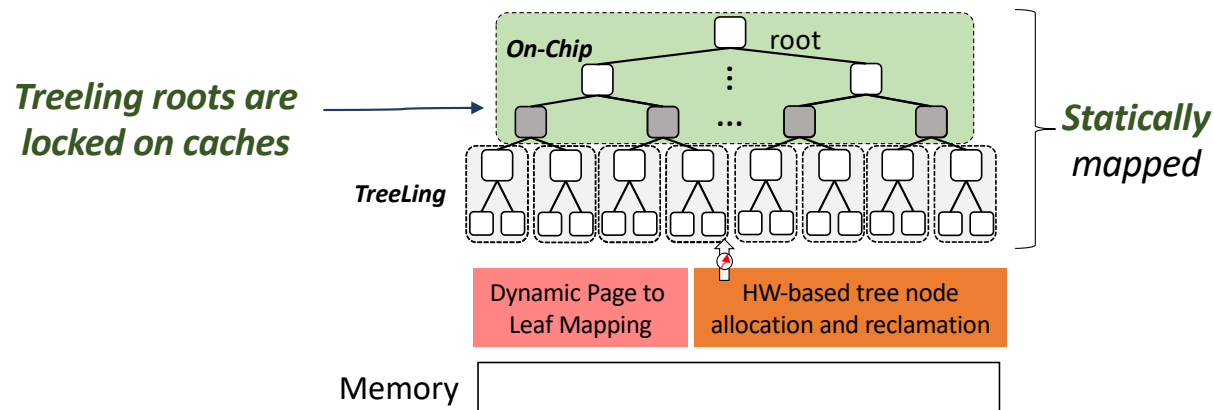 On-Chip
root
Treeling roots are
locked on caches
...
...
Statically
mapped
TreeLing
Dynamic Page to
Leaf Mapping
HW-based tree node
allocation and reclamation
Memory